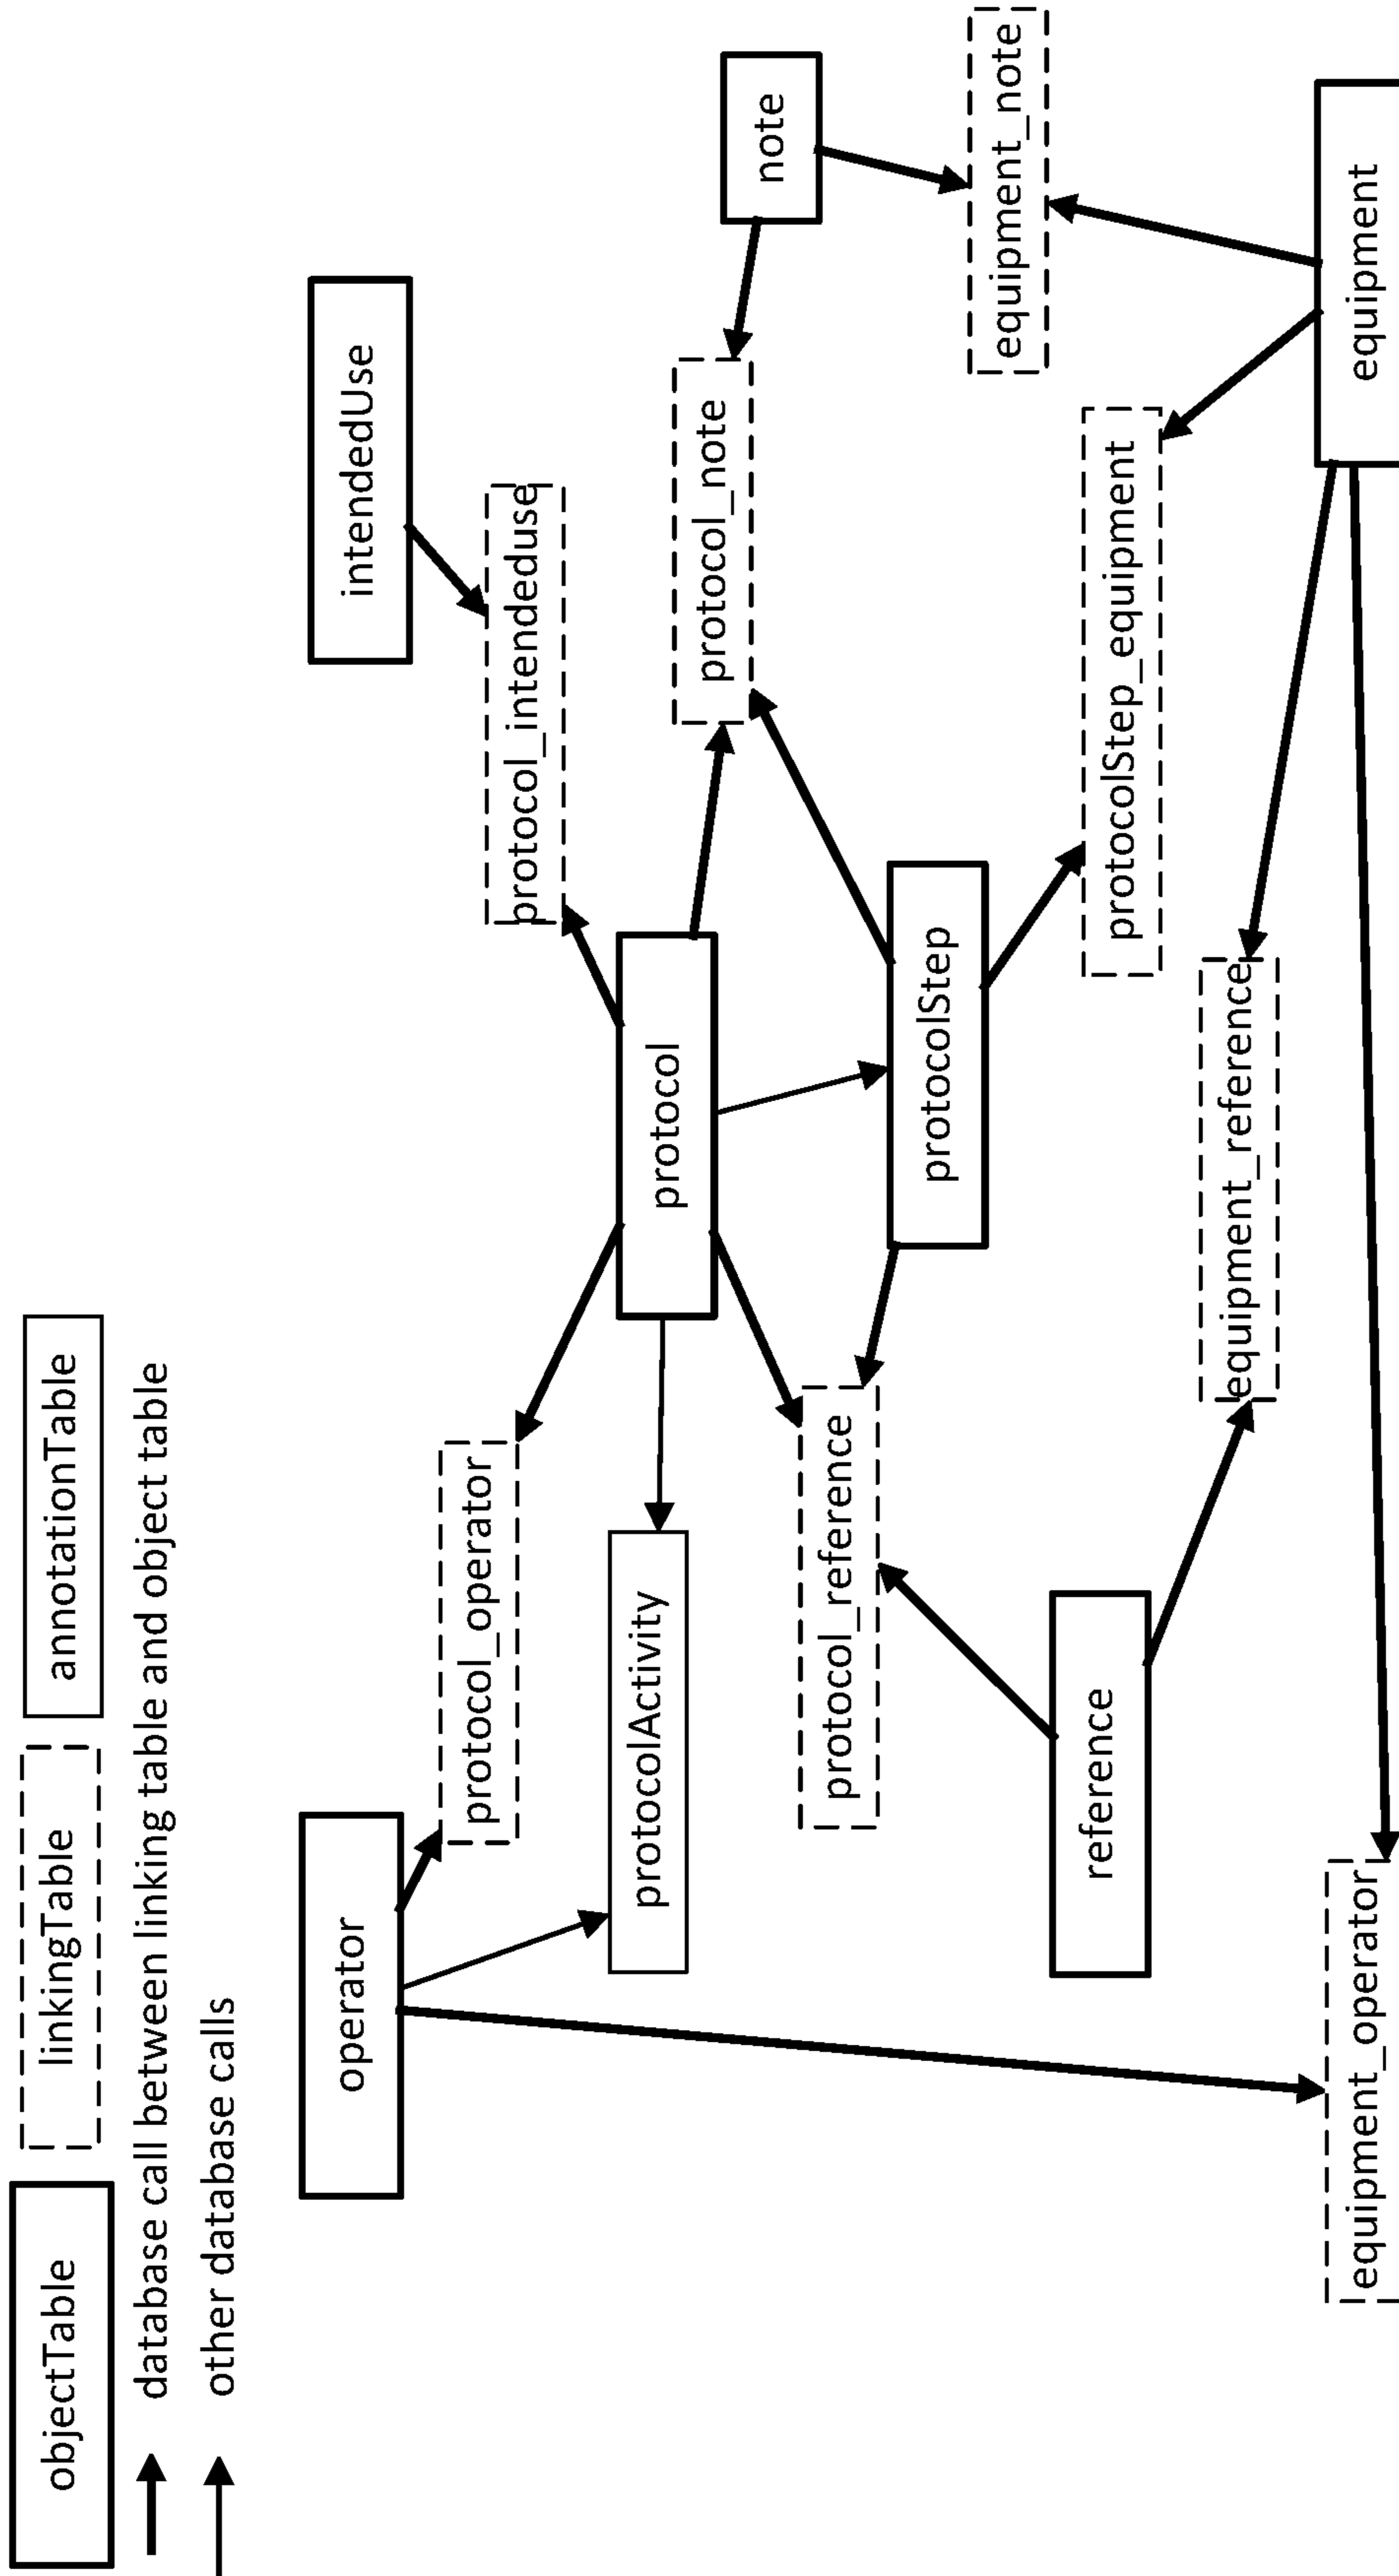 objectTable
linkingTable
annotationTable
database call between linking table and object table
other database calls
operator
intendedUse
protocol_operator
protocol_intendeduse
protocolActivity
protocol
protocol_note
note
protocol_reference
protocolStep
equipment_note
reference
protocolStep_equipment
equipment_reference
equipment_operator
equipment